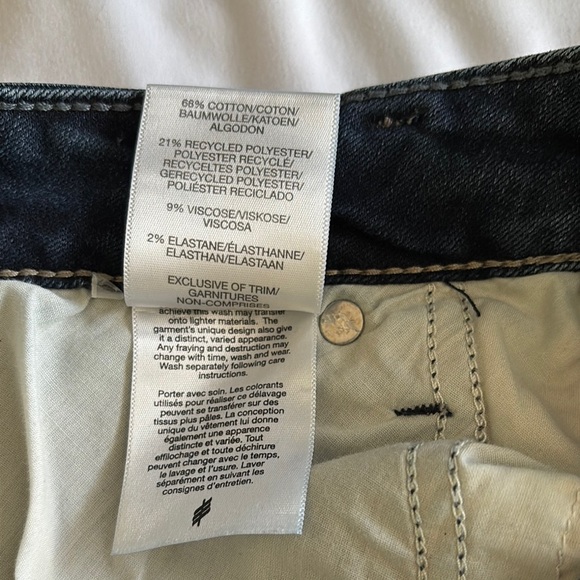 68% COTTON/COTON/
BAUMWOLLE/KATOEN/
ALGODON
21% RECYCLED POLYESTER/
POLYESTER RECYCLÉ/
RECYCELTES POLYESTER/
GERECYCLED POLYESTER/
POLIÉSTER RECICLADO
9% VISCOSE/VISKOSE/
VISCOSA
2% ELASTANE/ÉLASTHANNE/
ELASTHAN/ELASTAAN
EXCLUSIVE OF TRIM/
GARNITURES
NON-COMPRISES
achieve this wash may transfer
onto lighter materials. The
garment's unique design also give
it a distinct, varied appearance.
Any fraying and destruction may
change with time, wash and wear.
Wash separately following care
instructions.
Porter avec soin. Les colorants
utilisés pour réaliser ce délavage
peuvent se transférer sur des
tissus plus pâles. La conception
unique du vêtement lui donne
également une apparence
distincte et variée. Tout
effilochage et toute déchirure
peuvent changer avec le temps,
le lavage et l'usure. Laver
séparément en suivant les
consignes d'entretien.